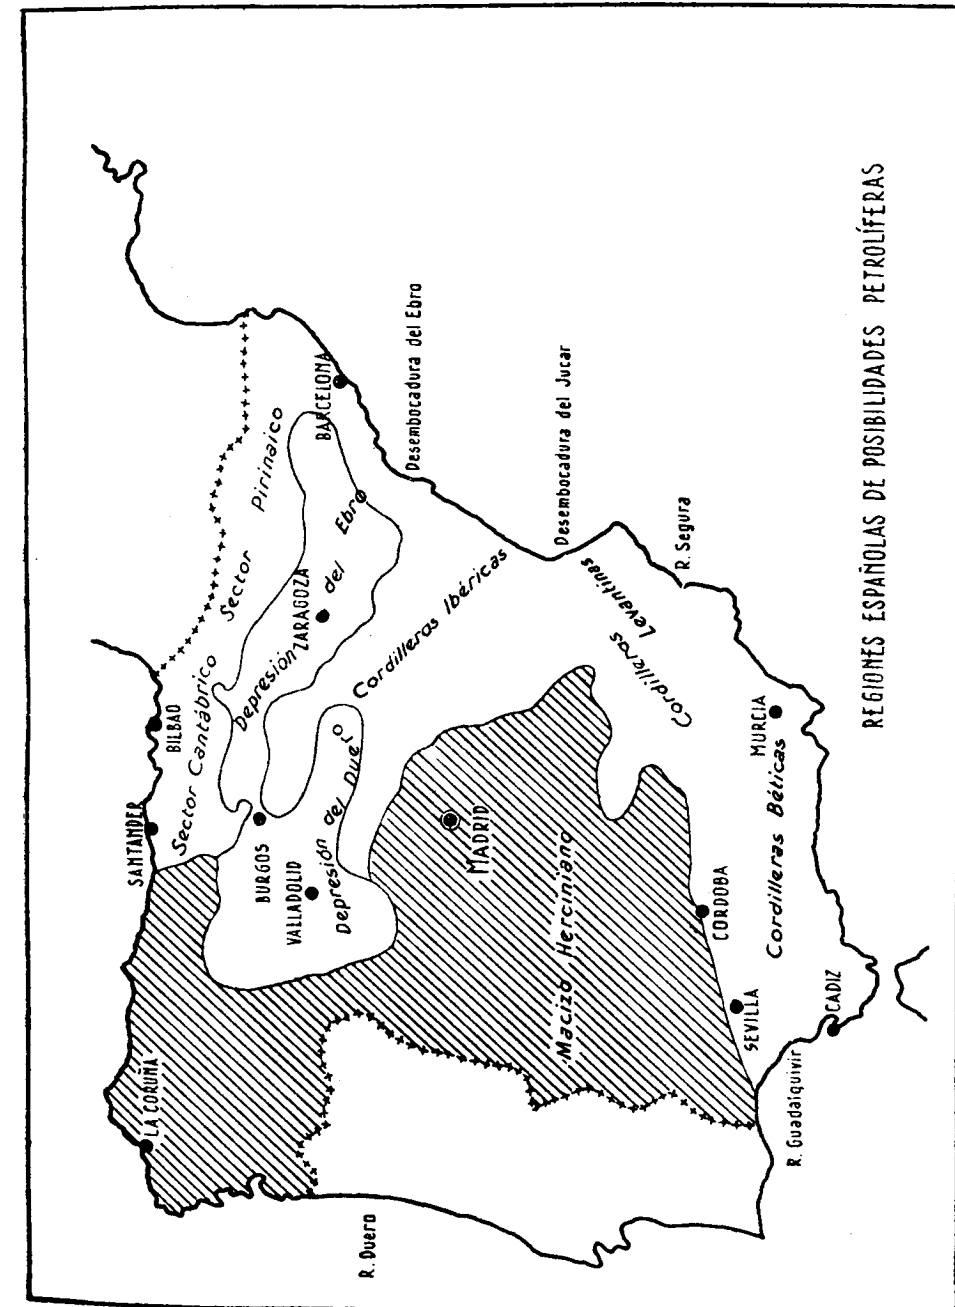 LA CORUÑA
SANTANDER
BILBAO
Sector Cantábrico
Sector Pirinaico
BURGOS
VALLADOLID
Depresión del Duero
Depresión del Ebro
ZARAGOZA
BARCELONA
R. Duero
Desembocadura del Ebro
Cordilleras Ibéricas
MADRID
Macizo Herciniano
Desembocadura del Jucar
Cordilleras Levantinas
R. Segura
CORDOBA
SEVILLA
MURCIA
Cordilleras Béticas
R. Guadalquivir
CADIZ
REGIONES ESPAÑOLAS DE POSIBILIDADES PETROLÍFERAS